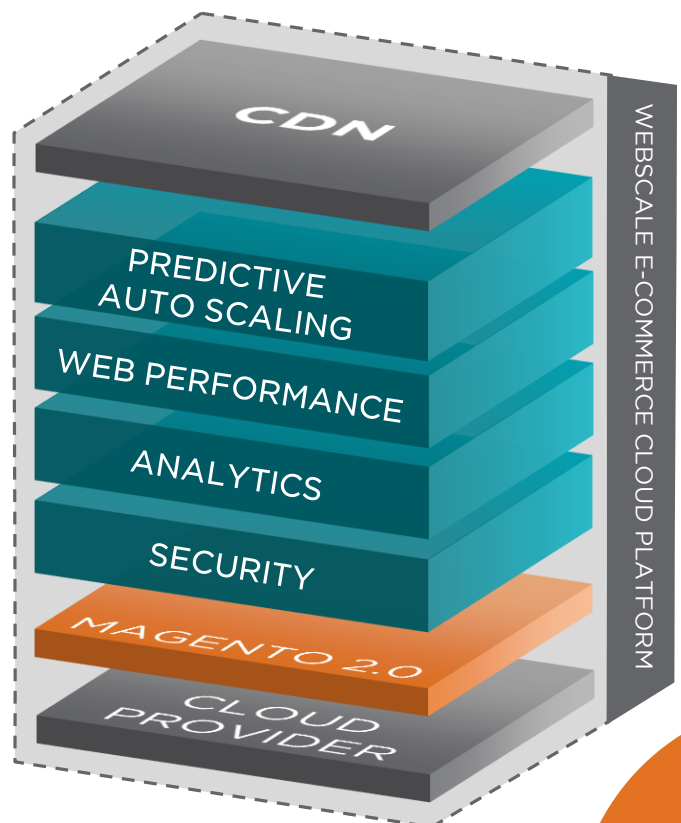 CDN
PREDICTIVE
AUTO SCALING
WEB PERFORMANCE
ANALYTICS
SECURITY
MAGENTO 2.0
CLOUD
PROVIDER
WEBSCALE E-COMMERCE CLOUD PLATFORM